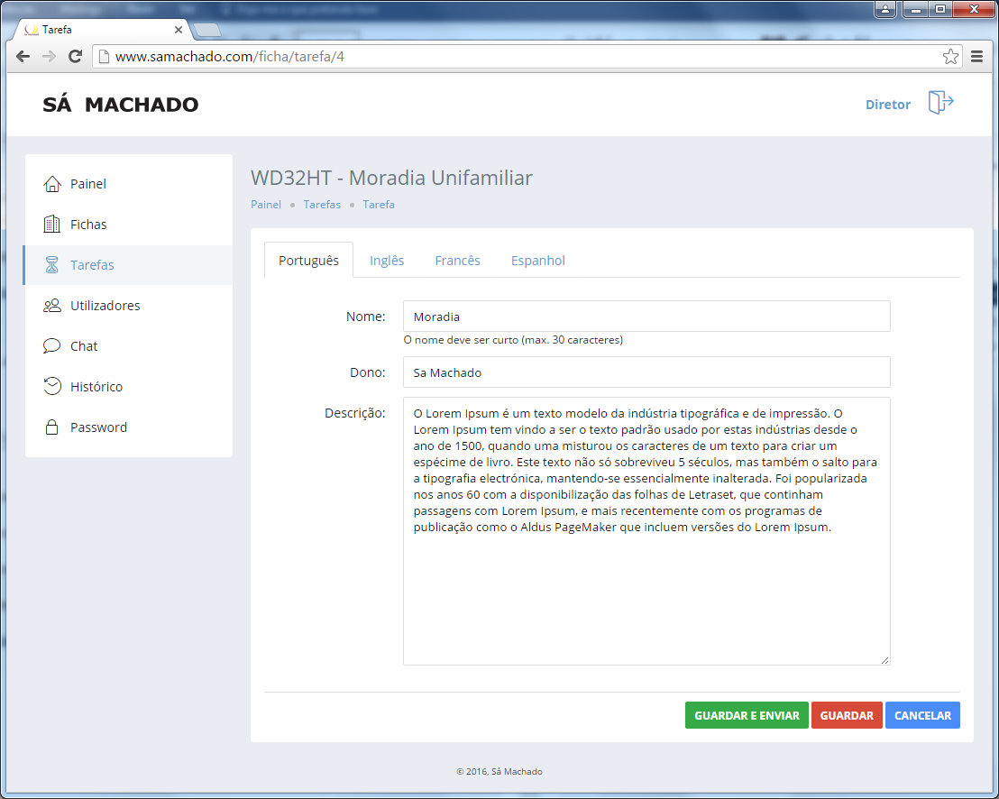 Tarefa
www.samachado.com/ficha/tarefa/4
SÁ MACHADO
Diretor
Painel
Fichas
Tarefas
Utilizadores
Chat
Histórico
Password
WD32HT - Moradia Unifamiliar
Painel Tarefas Tarefa
Português Inglês Francês Espanhol
Nome: Moradia
O nome deve ser curto (max. 30 caracteres)
Dono: Sa Machado
Descrição: O Lorem Ipsum é um texto modelo da indústria tipográfica e de impressão. O
Lorem Ipsum tem vindo a ser o texto padrão usado por estas indústrias desde o
ano de 1500, quando uma misturou os caracteres de um texto para criar um
espécime de livro. Este texto não só sobreviveu 5 séculos, mas também o salto para
a tipografia electrónica, mantendo-se essencialmente inalterada. Foi popularizada
nos anos 60 com a disponibilização das folhas de Letraset, que continham
passagens com Lorem Ipsum, e mais recentemente com os programas de
publicação como o Aldus PageMaker que incluem versões do Lorem Ipsum.
GUARDAR E ENVIAR GUARDAR CANCELAR
© 2016, Sá Machado